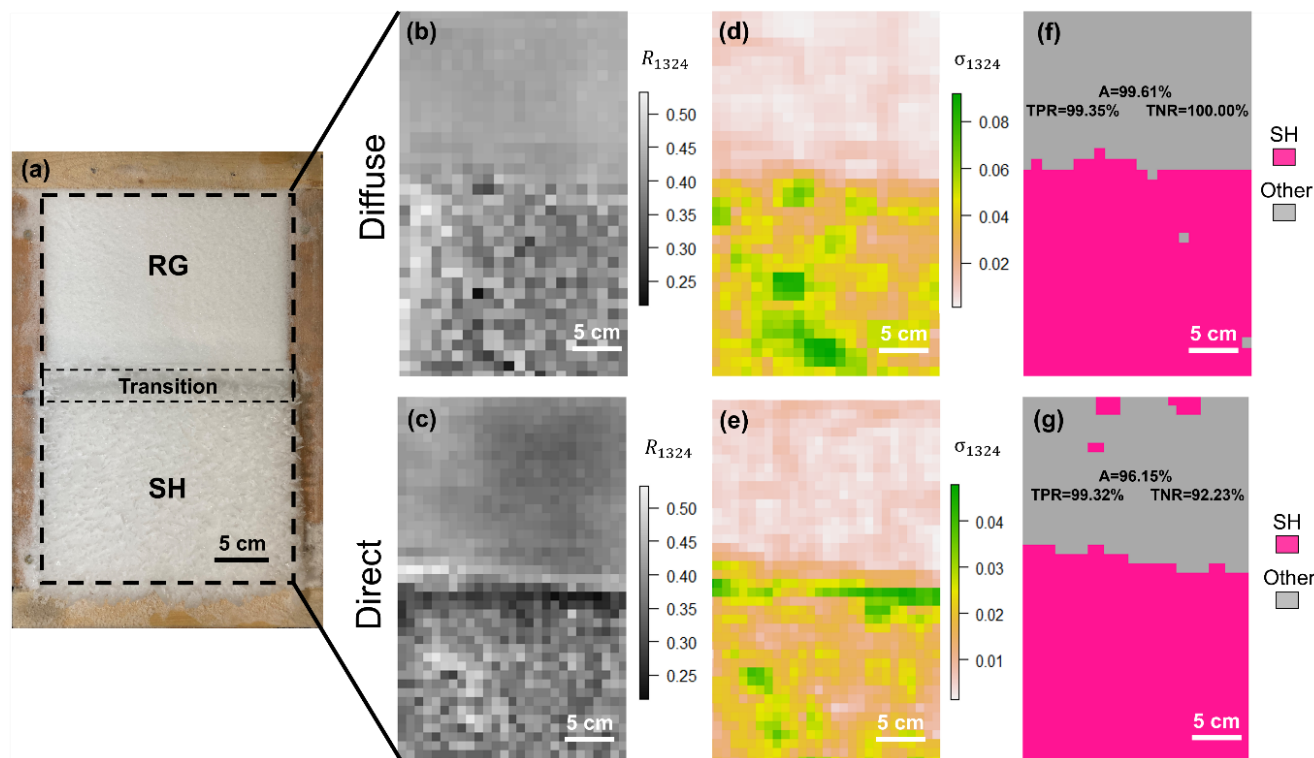 (a)
RG
Transition
SH
5 cm
Diffuse
(b)
R1324
0.50
0.45
0.40
0.35
0.30
0.25
5 cm
(d)
σ1324
0.08
0.06
0.04
0.02
5 cm
(f)
A=99.61%
TPR=99.35% TNR=100.00%
5 cm
SH
Other
Direct
(c)
R1324
0.50
0.45
0.40
0.35
0.30
0.25
5 cm
(e)
σ1324
0.04
0.03
0.02
0.01
5 cm
(g)
A=96.15%
TPR=99.32% TNR=92.23%
5 cm
SH
Other